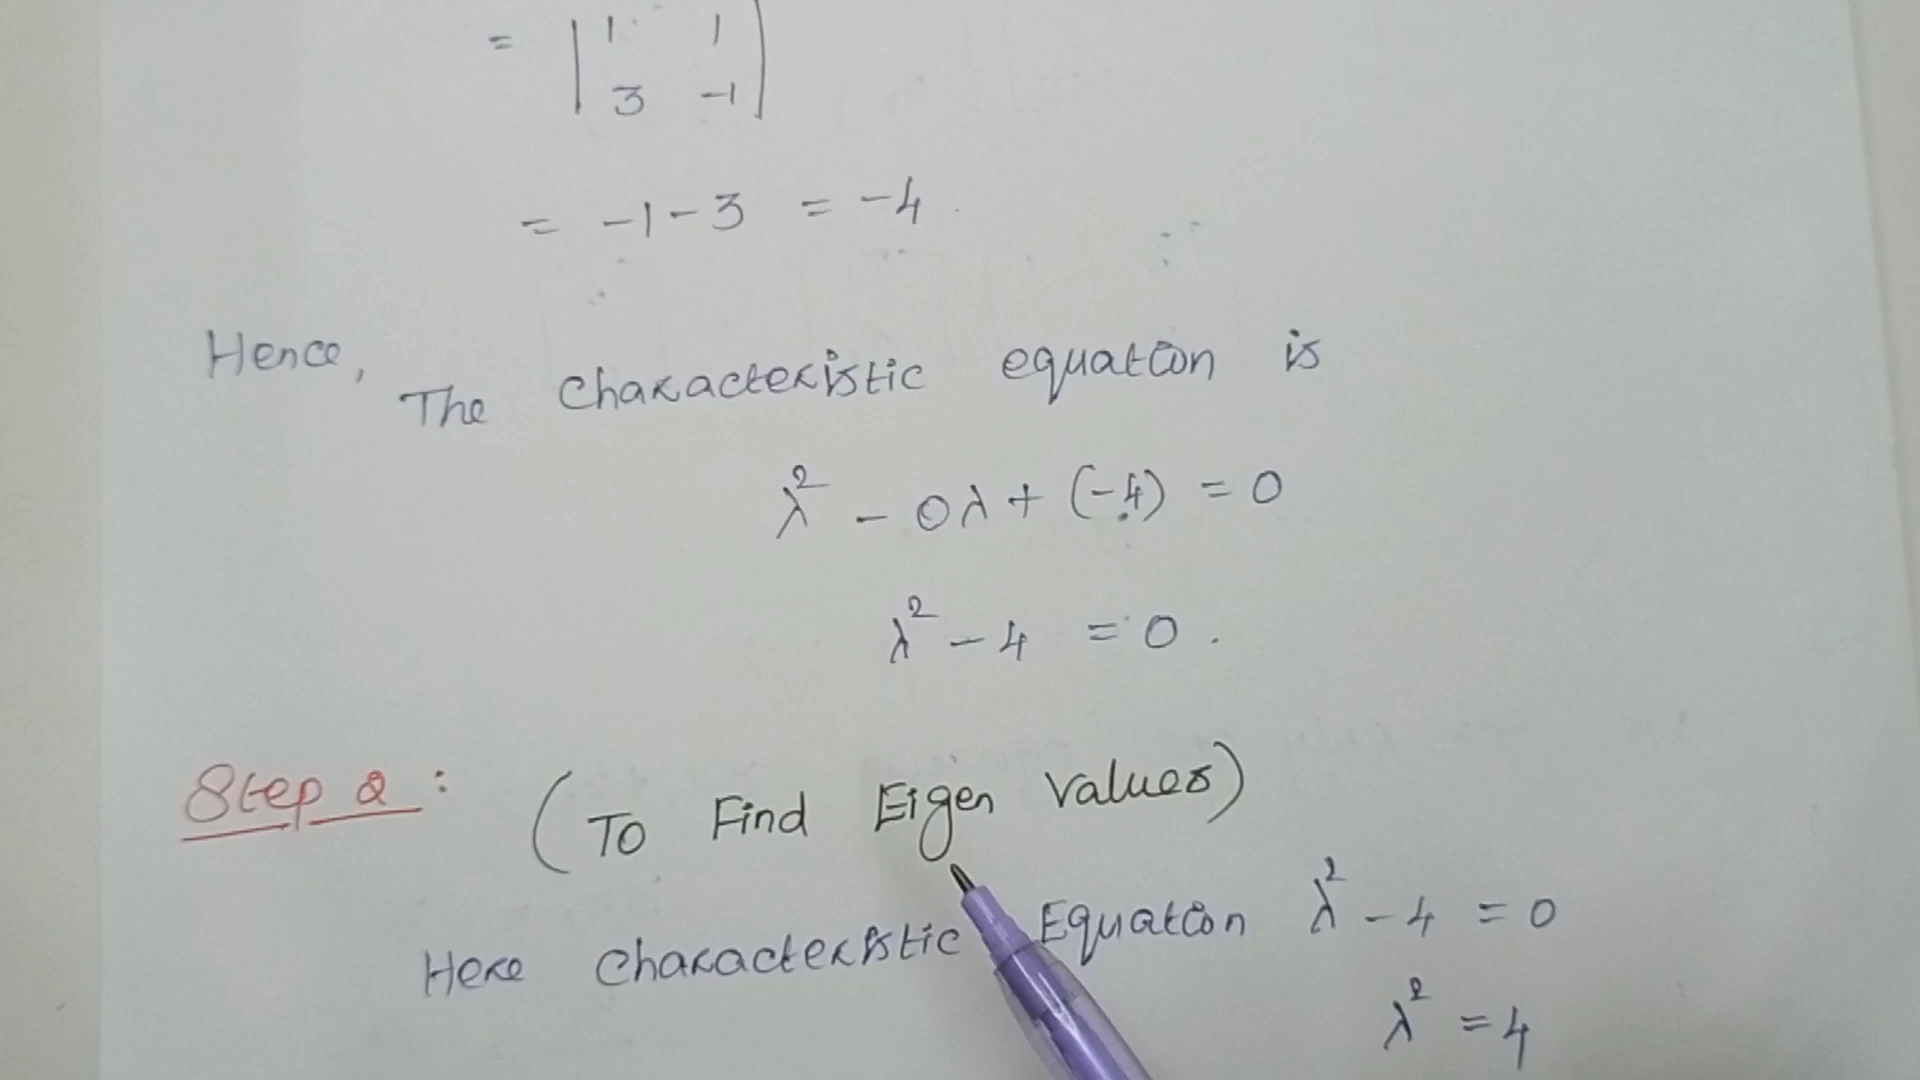 = | 1 1 |
| 3 -1 |
= -1 - 3 = -4
Hence,
The characteristic equation is
λ² - 0λ + (-4) = 0
λ² - 4 = 0.
Step 2 : (To Find Eigen values)
Here characteristic Equation λ² - 4 = 0
λ² = 4